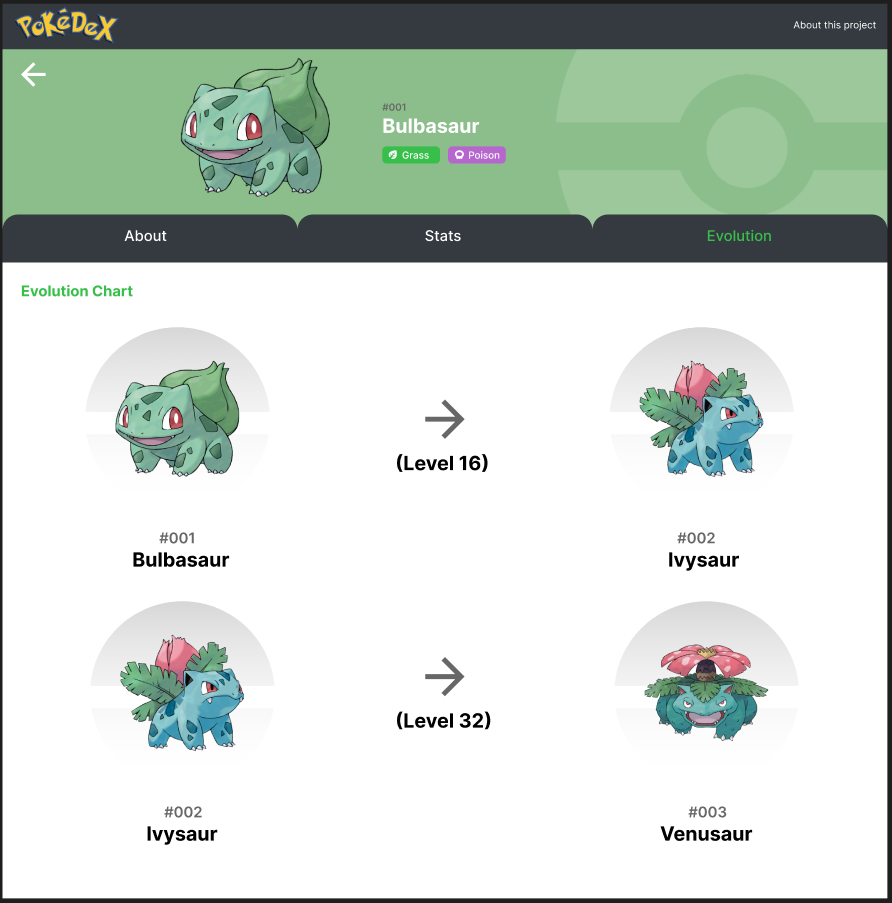 PoKéDeX
About this project
#001
Bulbasaur
Grass Poison
About Stats Evolution
Evolution Chart
(Level 16)
#001 #002
Bulbasaur Ivysaur
(Level 32)
#002 #003
Ivysaur Venusaur